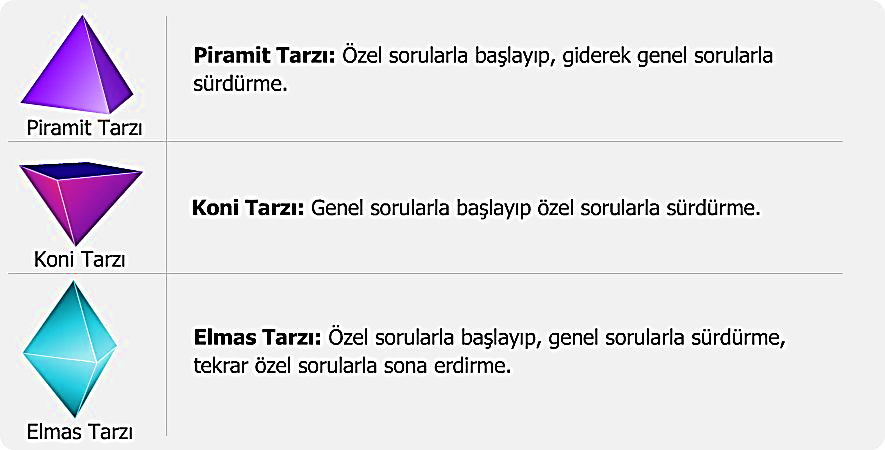 Piramit Tarzı: Özel sorularla başlayıp, giderek genel sorularla
sürdürme.
Piramit Tarzı
Koni Tarzı: Genel sorularla başlayıp özel sorularla sürdürme.
Koni Tarzı
Elmas Tarzı: Özel sorularla başlayıp, genel sorularla sürdürme,
tekrar özel sorularla sona erdirme.
Elmas Tarzı